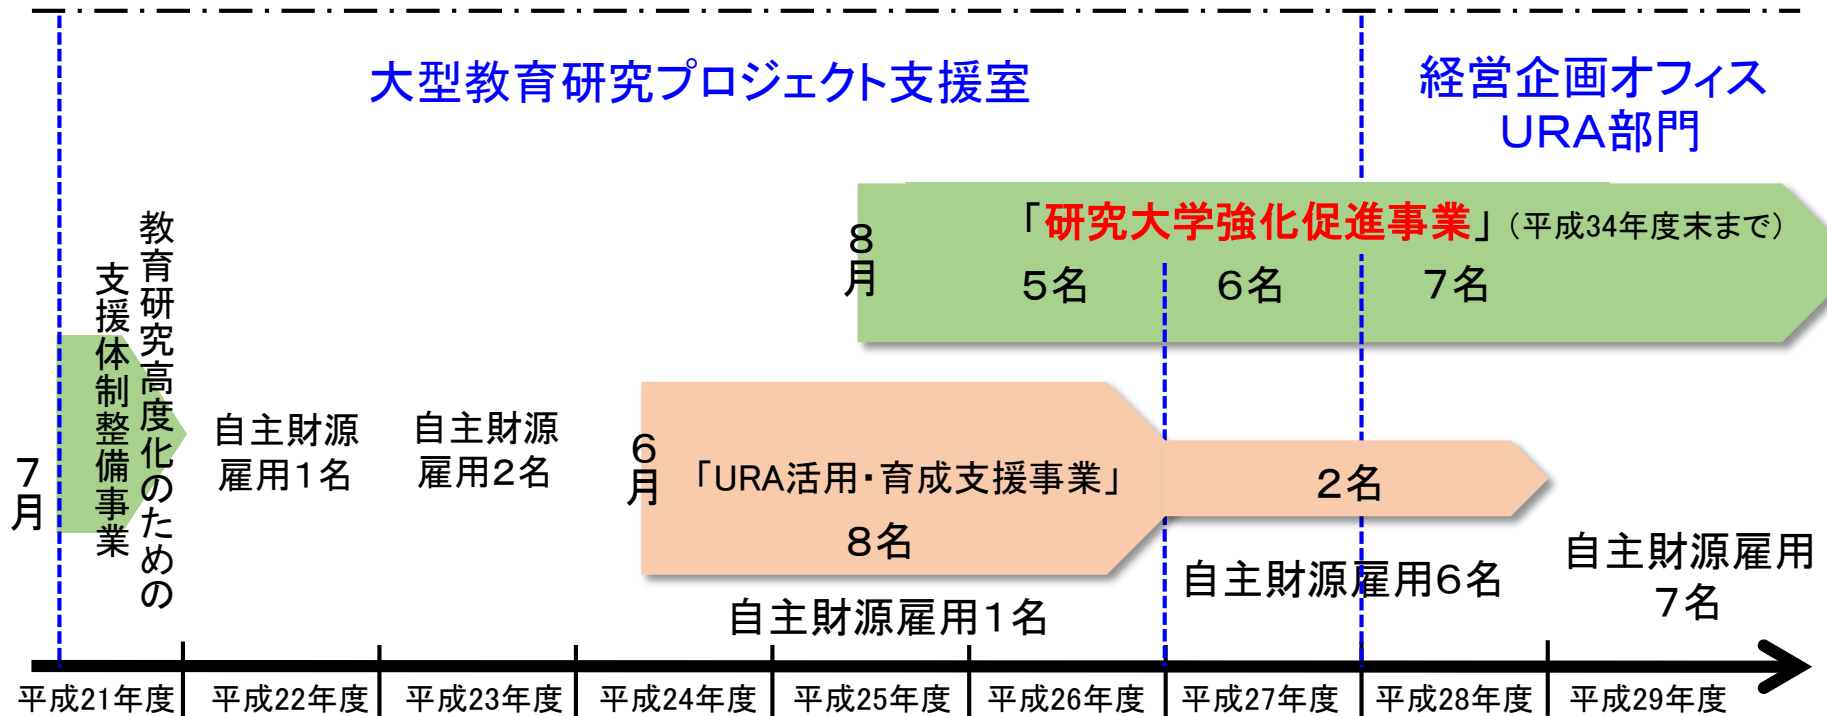 大型教育研究プロジェクト支援室
経営企画オフィス
URA部門
8月
「研究大学強化促進事業」（平成34年度末まで）
5名
6名
7名
7月
教育研究高度化のための
支援体制整備事業
自主財源
雇用1名
自主財源
雇用2名
6月
「URA活用・育成支援事業」
8名
2名
自主財源雇用1名
自主財源雇用6名
自主財源雇用
7名
平成21年度
平成22年度
平成23年度
平成24年度
平成25年度
平成26年度
平成27年度
平成28年度
平成29年度